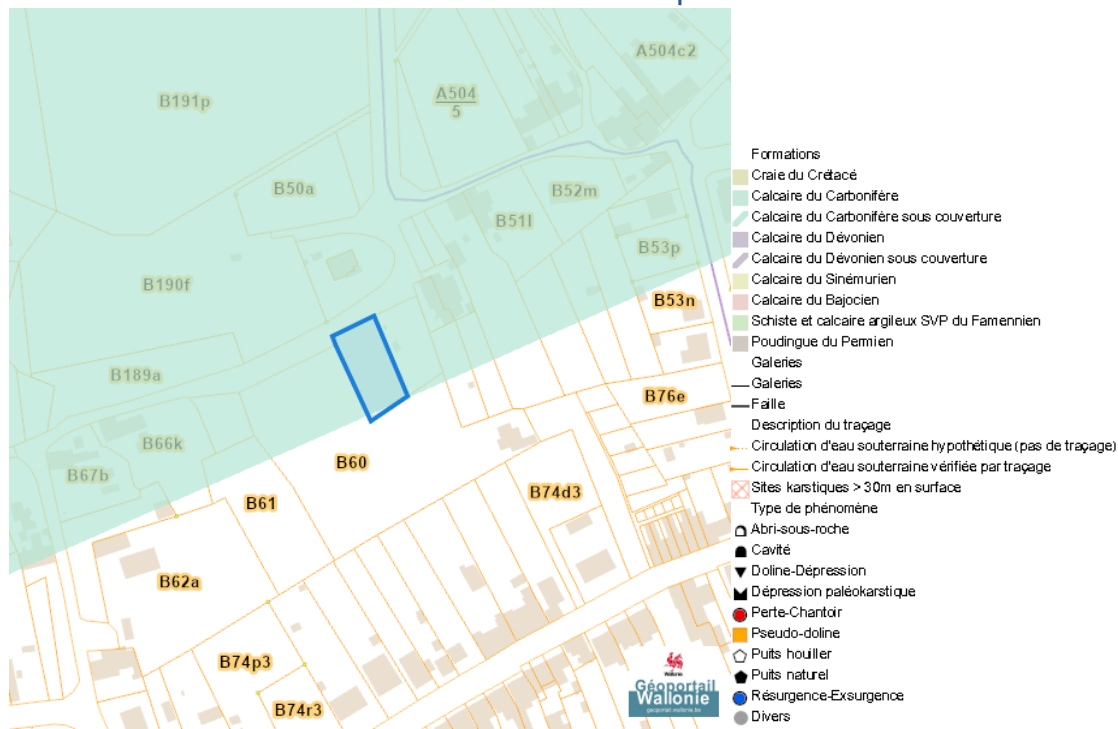 A504c2
B191p
A504
5
B50a
B52m
B51l
B53p
B190f
B53n
B189a
B76e
B66k
B67b
B60
B74d3
B61
B62a
B74p3
B74r3
Wallonie
Géoportail
Wallonie
geoportail.wallonie.be
Formations
Craie du Crétacé
Calcaire du Carbonifère
Calcaire du Carbonifère sous couverture
Calcaire du Dévonien
Calcaire du Dévonien sous couverture
Calcaire du Sinémurien
Calcaire du Bajocien
Schiste et calcaire argileux SVP du Famennien
Poudingue du Permien
Galeries
Galeries
Faille
Description du traçage
Circulation d'eau souterraine hypothétique (pas de traçage)
Circulation d'eau souterraine vérifiée par traçage
Sites karstiques > 30m en surface
Type de phénomène
Abri-sous-roche
Cavité
Doline-Dépression
Dépression paléokarstique
Perte-Chantoir
Pseudo-doline
Puits houiller
Puits naturel
Résurgence-Exsurgence
Divers